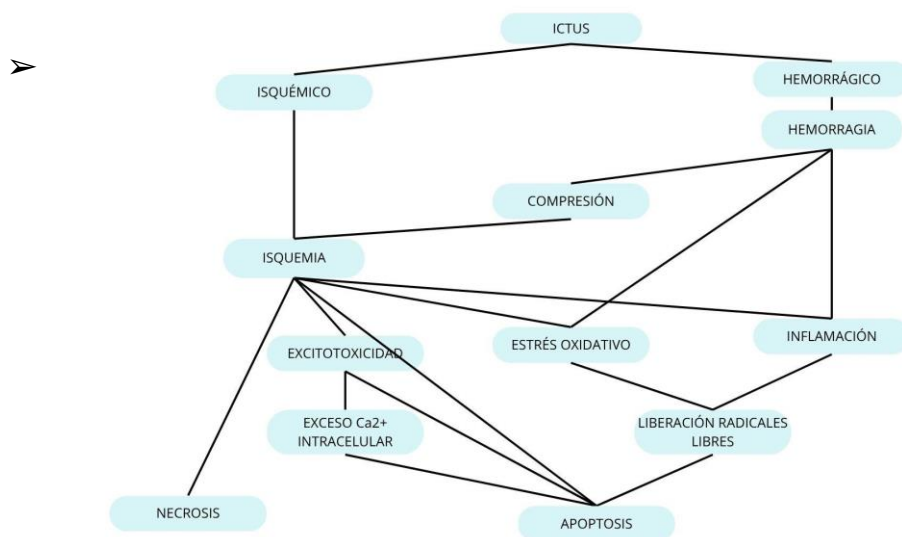 ICTUS
ISQUÉMICO
HEMORRÁGICO
HEMORRAGIA
COMPRESIÓN
ISQUEMIA
EXCITOTOXICIDAD
ESTRÉS OXIDATIVO
INFLAMACIÓN
EXCESO Ca2+
INTRACELULAR
LIBERACIÓN RADICALES
LIBRES
NECROSIS
APOPTOSIS